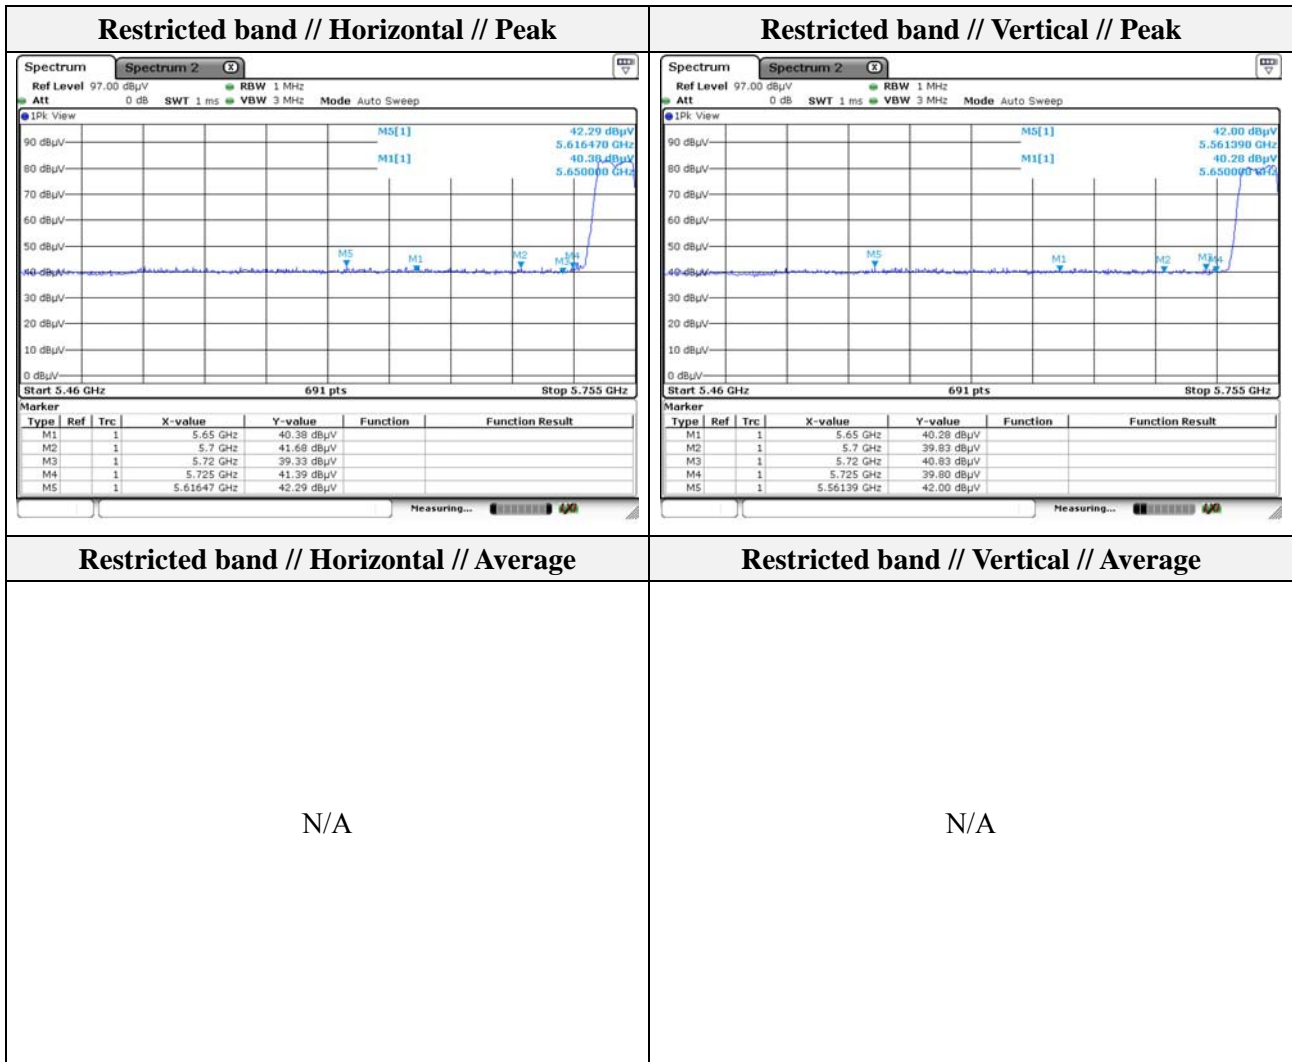 Restricted band // Horizontal // Peak
Spectrum Spectrum 2
Ref Level 97.00 dBµV RBW 1 MHz
Att 0 dB SWT 1 ms VBW 3 MHz Mode Auto Sweep
1Pk View
M5[1] 42.29 dBµV
5.616470 GHz
M1[1] 40.38 dBµV
5.650000 GHz
90 dBµV
80 dBµV
70 dBµV
60 dBµV
50 dBµV
40 dBµV
30 dBµV
20 dBµV
10 dBµV
0 dBµV
M5 M1 M2 M3 M4
Start 5.46 GHz 691 pts Stop 5.755 GHz
Marker
Type Ref Trc X-value Y-value Function Function Result
M1 1 5.65 GHz 40.38 dBµV
M2 1 5.7 GHz 41.68 dBµV
M3 1 5.72 GHz 39.33 dBµV
M4 1 5.725 GHz 41.39 dBµV
M5 1 5.61647 GHz 42.29 dBµV
Measuring...
Restricted band // Vertical // Peak
Spectrum Spectrum 2
Ref Level 97.00 dBµV RBW 1 MHz
Att 0 dB SWT 1 ms VBW 3 MHz Mode Auto Sweep
1Pk View
M5[1] 42.00 dBµV
5.561390 GHz
M1[1] 40.28 dBµV
5.650000 GHz
90 dBµV
80 dBµV
70 dBµV
60 dBµV
50 dBµV
40 dBµV
30 dBµV
20 dBµV
10 dBµV
0 dBµV
M5 M1 M2 M3 M4
Start 5.46 GHz 691 pts Stop 5.755 GHz
Marker
Type Ref Trc X-value Y-value Function Function Result
M1 1 5.65 GHz 40.28 dBµV
M2 1 5.7 GHz 39.83 dBµV
M3 1 5.72 GHz 40.83 dBµV
M4 1 5.725 GHz 39.80 dBµV
M5 1 5.56139 GHz 42.00 dBµV
Measuring...
Restricted band // Horizontal // Average
N/A
Restricted band // Vertical // Average
N/A